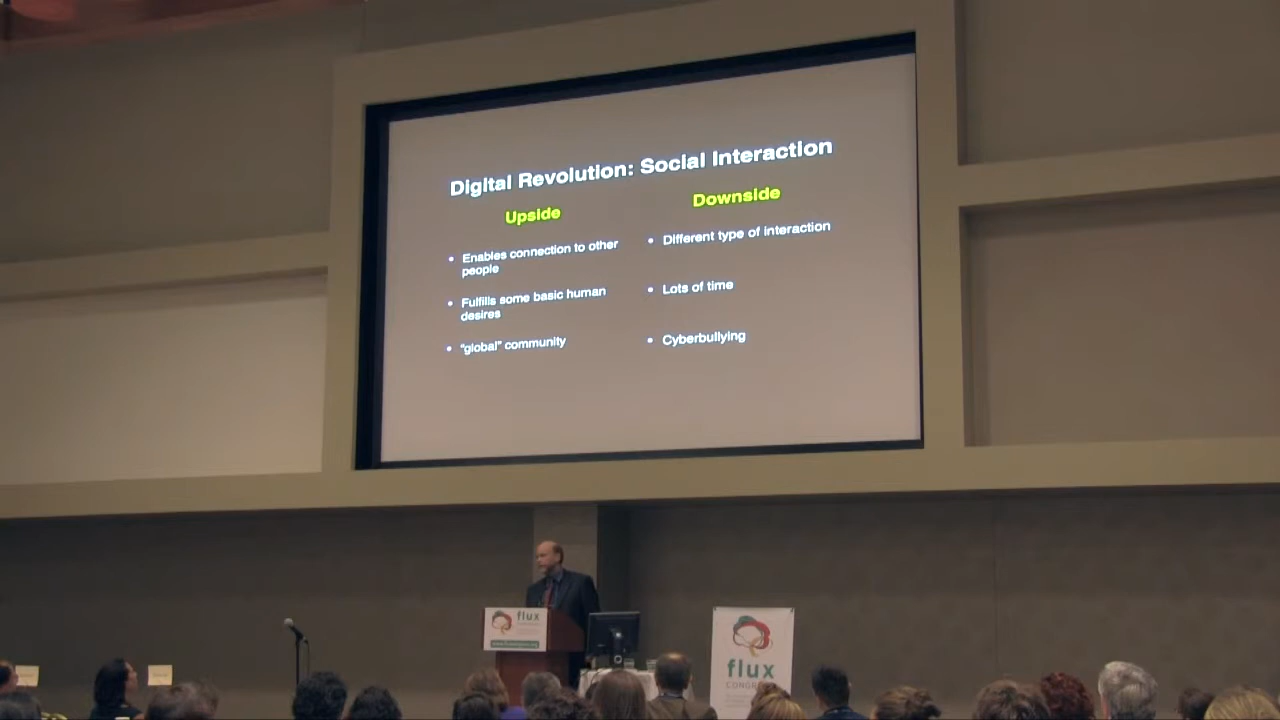 Digital Revolution: Social Interaction
Upside
• Enables connection to other
people
• Fulfills some basic human
desires
• "global" community
Downside
• Different type of interaction
• Lots of time
• Cyberbullying
flux
flux
CONGRESS